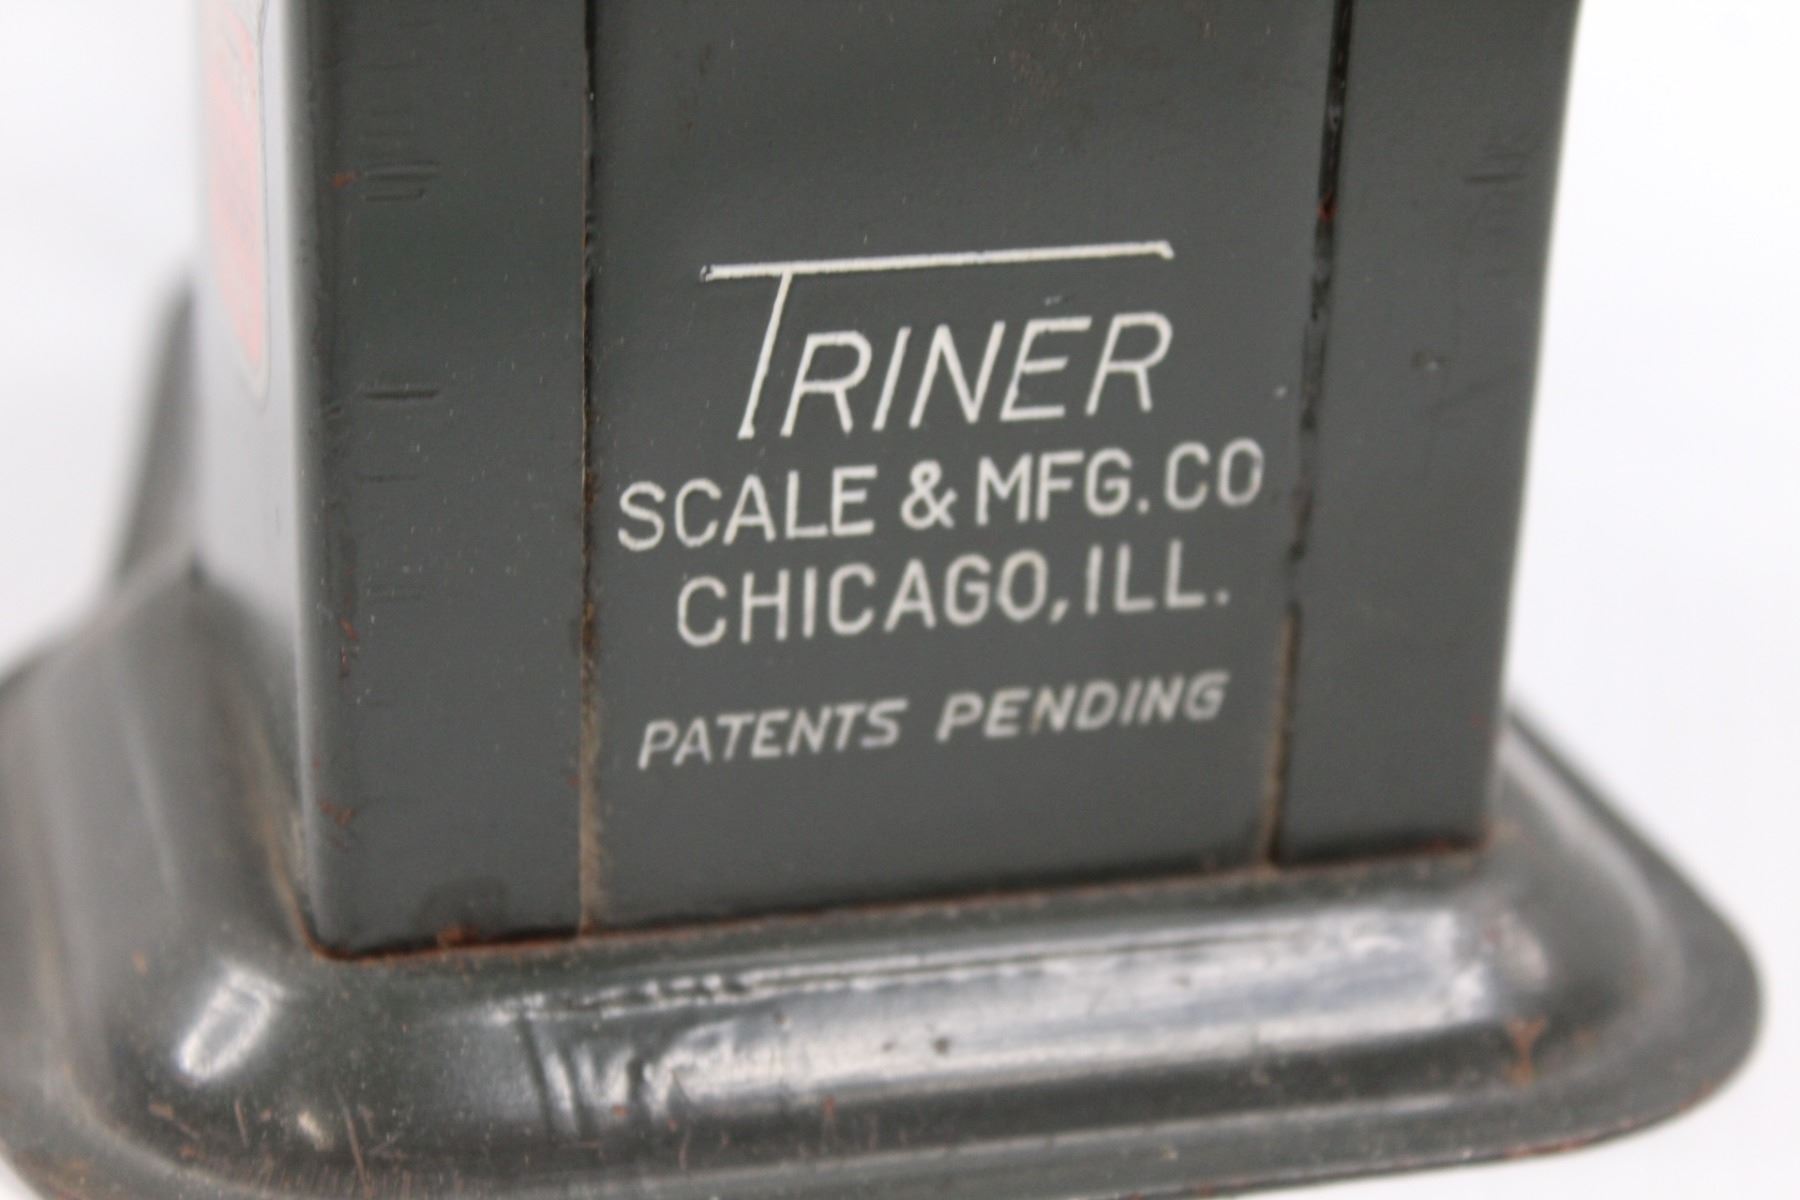 TRINER
SCALE & MFG. CO
CHICAGO, ILL.
PATENTS PENDING